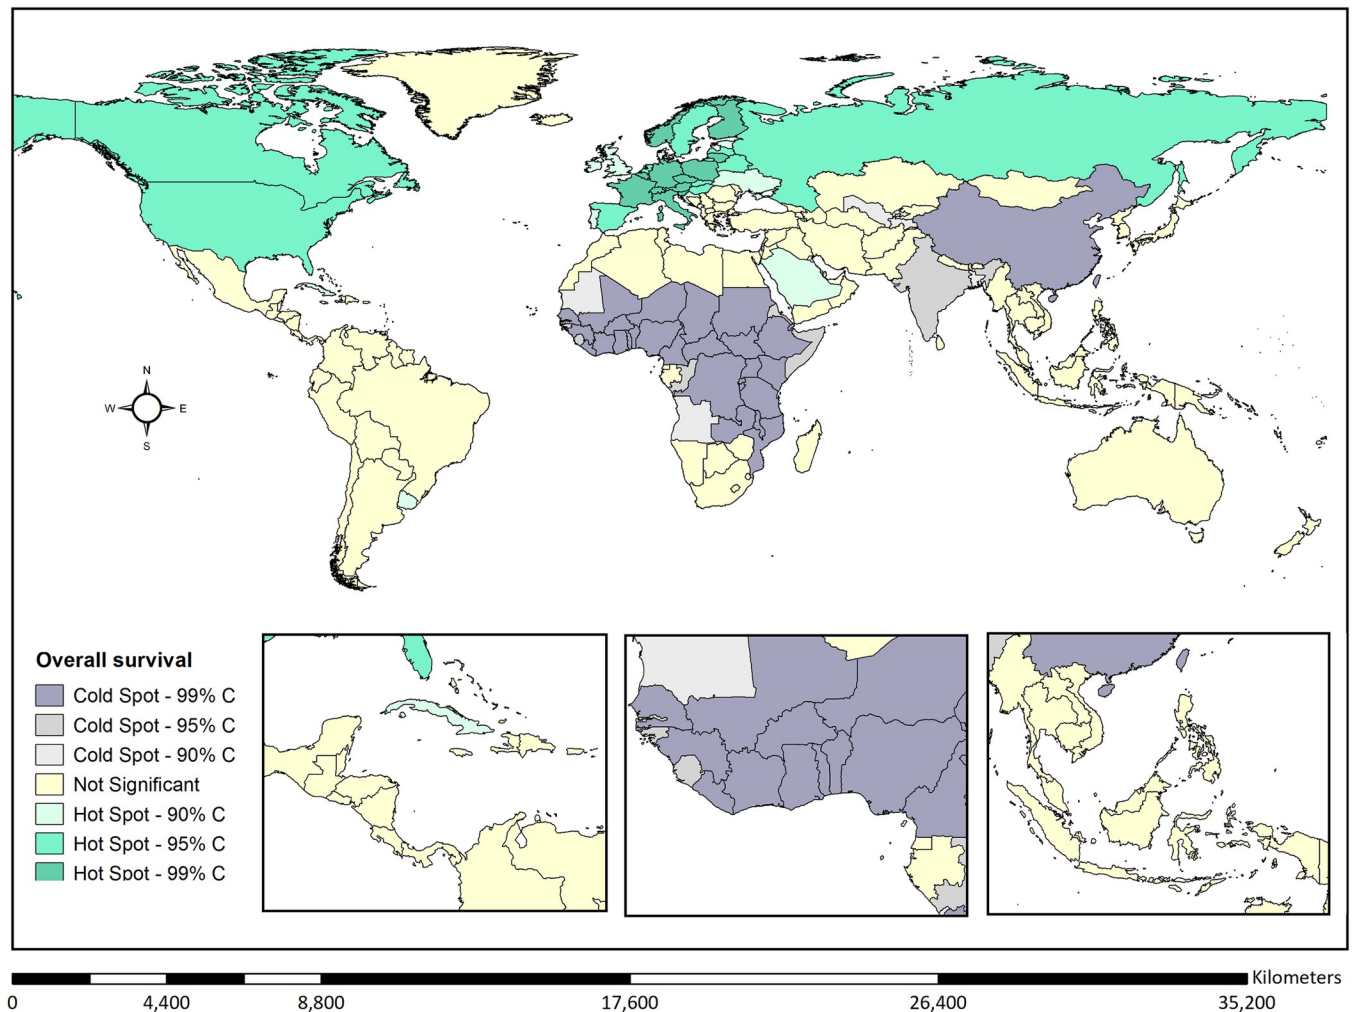 N
W E
S
Overall survival
Cold Spot - 99% C
Cold Spot - 95% C
Cold Spot - 90% C
Not Significant
Hot Spot - 90% C
Hot Spot - 95% C
Hot Spot - 99% C
Kilometers
0 4,400 8,800 17,600 26,400 35,200